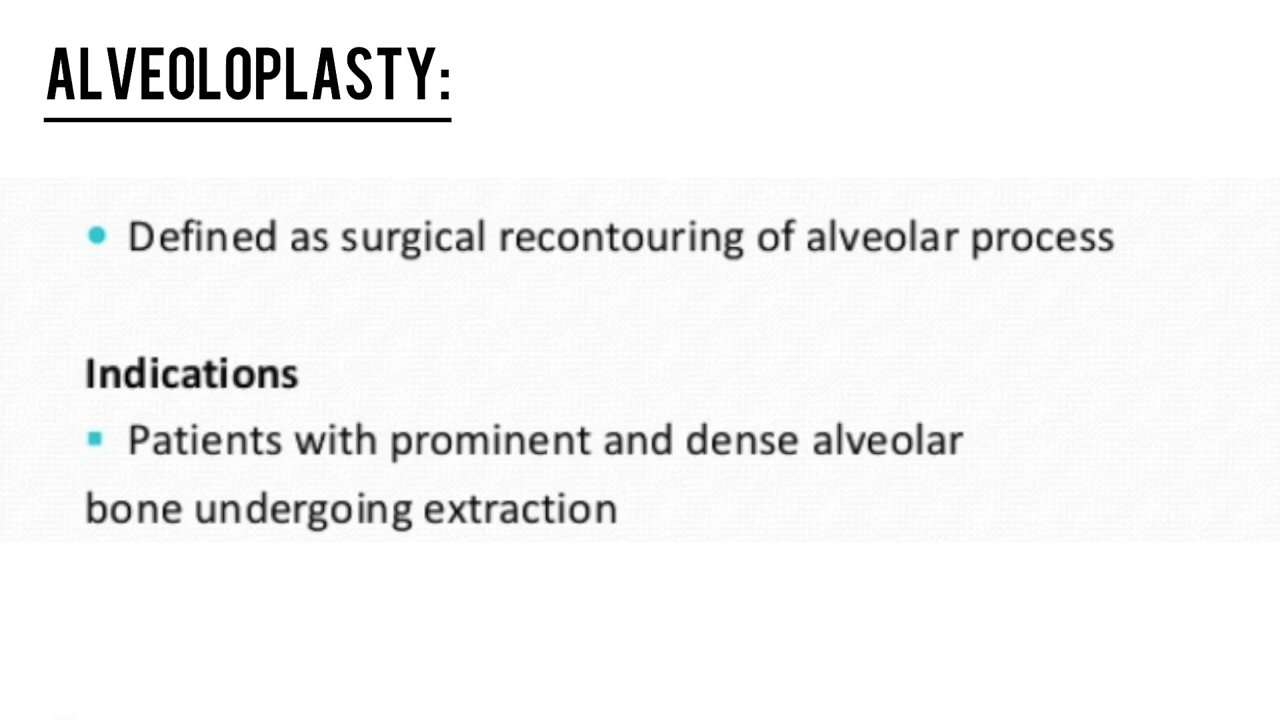 ALVEOLOPLASTY:
• Defined as surgical recontouring of alveolar process
Indications
▪ Patients with prominent and dense alveolar
bone undergoing extraction